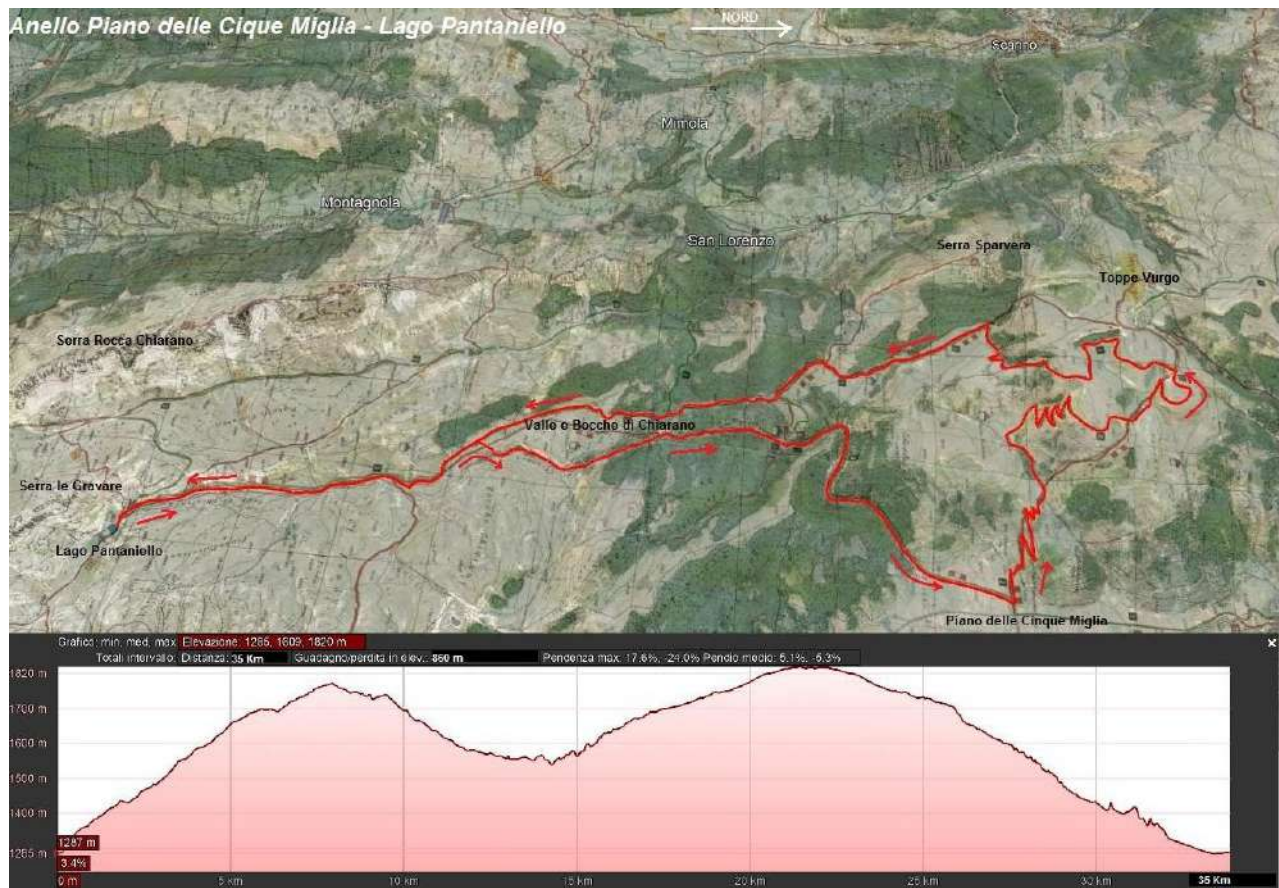 Anello Piano delle Cique Miglia - Lago Pantaniello
NORD
Scanno
Mimola
Montagnola
San Lorenzo
Serra Sparvera
Toppe Vurgo
Serra Rocca Chiarano
Valle e Bocche di Chiarano
Serra le Gravare
Lago Pantaniello
Piano delle Cinque Miglia
Grafico: min, med, max Elevazione: 1285, 1609, 1820 m
Totali intervallo: Distanza: 35 Km Guadagno/perdita in elev.: 860 m Pendenza max: 17.6%, -24.0% Pendio medio: 5.1%, -5.3%
1820 m
1700 m
1600 m
1500 m
1400 m
1287 m
1285 m
3.4%
0 m 5 km 10 km 15 km 20 km 25 km 30 km 35 Km